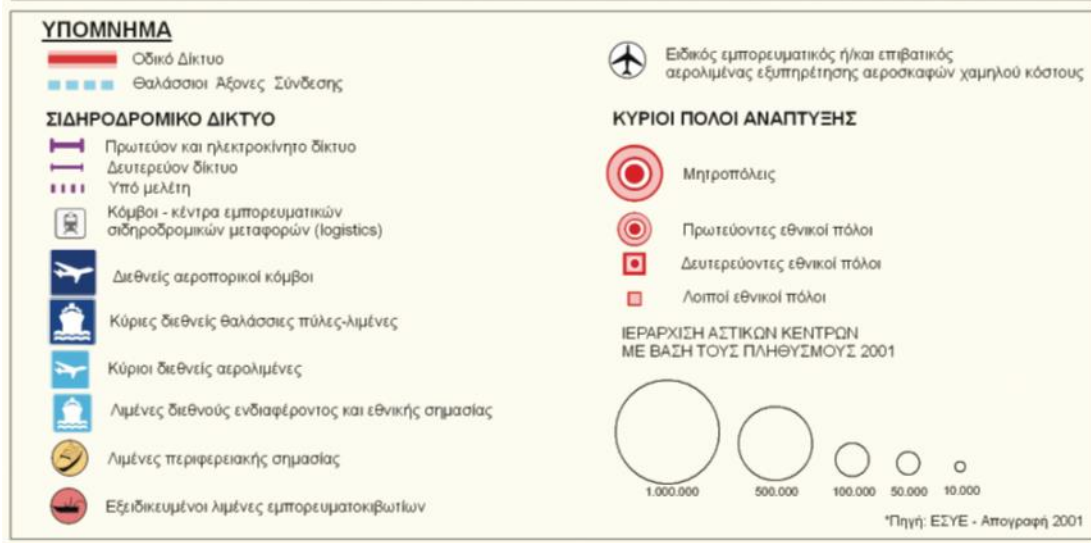 ΥΠΟΜΝΗΜΑ
Οδικό Δίκτυο
Θαλάσσιοι Άξονες Σύνδεσης
ΣΙΔΗΡΟΔΡΟΜΙΚΟ ΔΙΚΤΥΟ
Πρωτεύον και ηλεκτροκίνητο δίκτυο
Δευτερεύον δίκτυο
Υπό μελέτη
Κόμβοι - κέντρα εμπορευματικών
σιδηροδρομικών μεταφορών (logistics)
Διεθνείς αεροπορικοί κόμβοι
Κύριες διεθνείς θαλάσσιες πύλες-λιμένες
Κύριοι διεθνείς αερολιμένες
Λιμένες διεθνούς ενδιαφέροντος και εθνικής σημασίας
Λιμένες περιφερειακής σημασίας
Εξειδικευμένοι λιμένες εμπορευματοκιβωτίων
Ειδικός εμπορευματικός ή/και επιβατικός
αερολιμένας εξυπηρέτησης αεροσκαφών χαμηλού κόστους
ΚΥΡΙΟΙ ΠΟΛΟΙ ΑΝΑΠΤΥΞΗΣ
Μητροπόλεις
Πρωτεύοντες εθνικοί πόλοι
Δευτερεύοντες εθνικοί πόλοι
Λοιποί εθνικοί πόλοι
ΙΕΡΑΡΧΙΣΗ ΑΣΤΙΚΩΝ ΚΕΝΤΡΩΝ
ΜΕ ΒΑΣΗ ΤΟΥΣ ΠΛΗΘΥΣΜΟΥΣ 2001
1.000.000 500.000 100.000 50.000 10.000
*Πηγή: ΕΣΥΕ - Απογραφή 2001